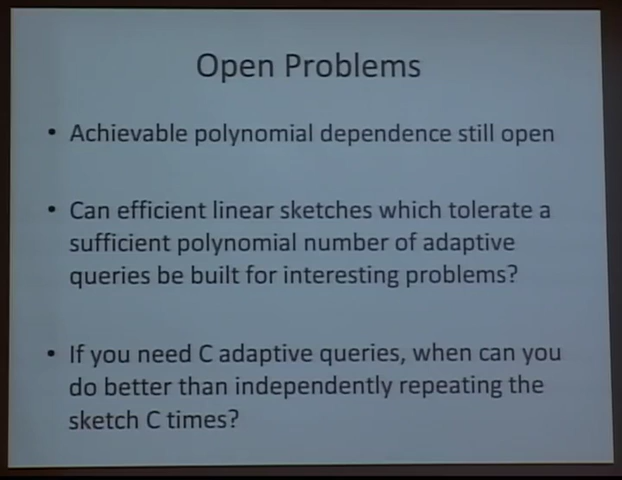 Open Problems
• Achievable polynomial dependence still open
• Can efficient linear sketches which tolerate a
sufficient polynomial number of adaptive
queries be built for interesting problems?
• If you need C adaptive queries, when can you
do better than independently repeating the
sketch C times?